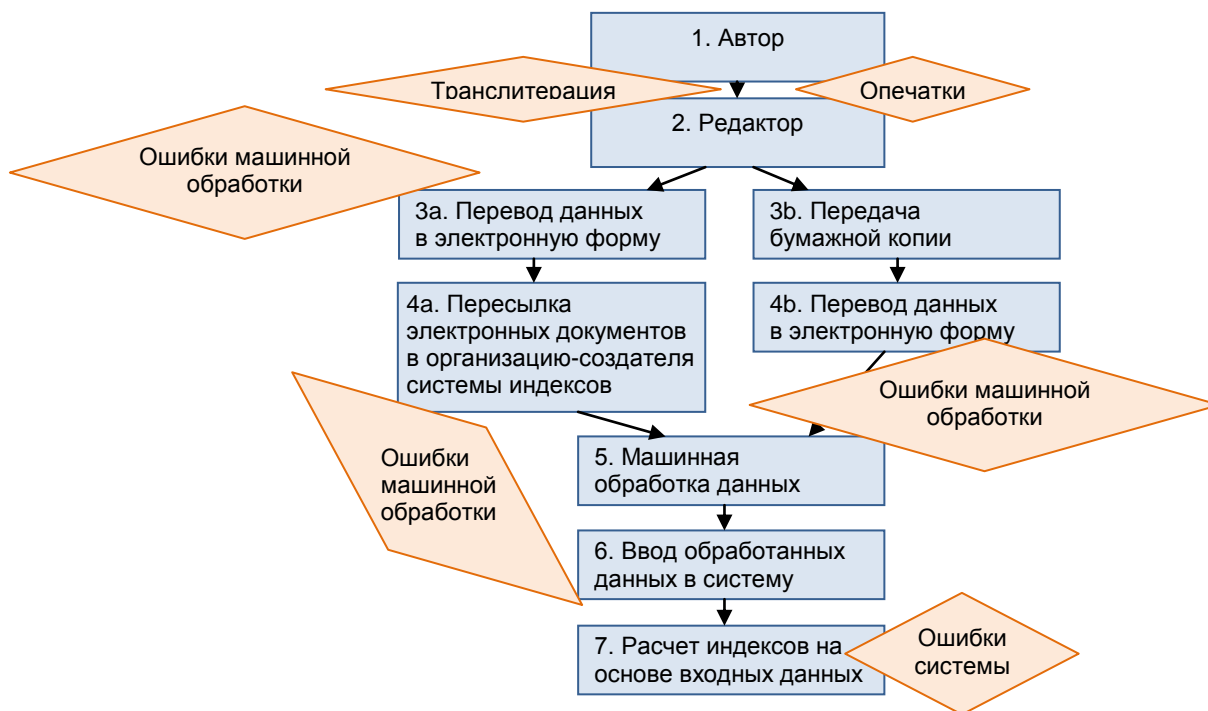 1. Автор
Транслитерация
Опечатки
2. Редактор
Ошибки машинной
обработки
3a. Перевод данных
в электронную форму
3b. Передача
бумажной копии
4a. Пересылка
электронных документов
в организацию-создателя
системы индексов
4b. Перевод данных
в электронную форму
Ошибки машинной
обработки
Ошибки
машинной
обработки
5. Машинная
обработка данных
6. Ввод обработанных
данных в систему
7. Расчет индексов на
основе входных данных
Ошибки
системы